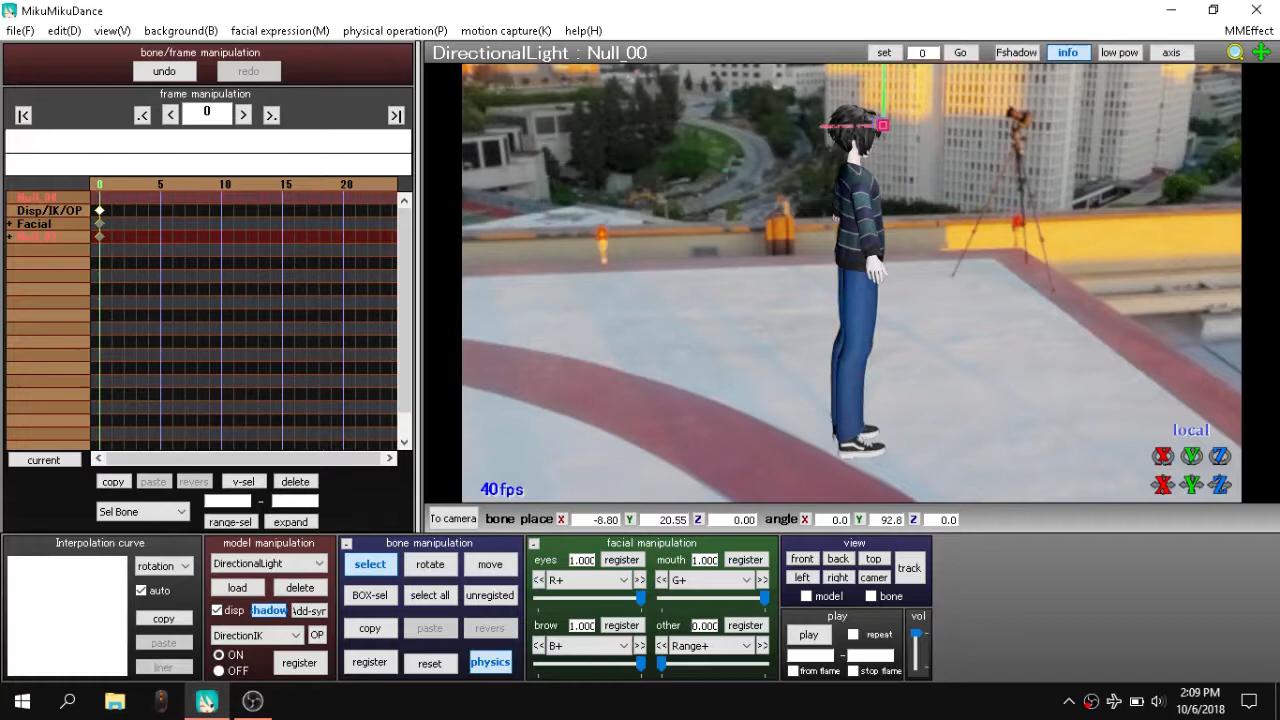 MikuMikuDance
file(F) edit(D) view(V) background(B) facial expression(M) physical operation(P) motion capture(K) help(H) MMEffect
bone/frame manipulation
undo redo
frame manipulation
0
0 5 10 15 20
Disp/IK/OP
Facial
current
copy paste revers v-sel delete
Sel Bone -
range-sel expand
DirectionalLight : Null_00
set 0 Go Fshadow info low pow axis
local
X Y Z
X Y Z
40 fps
To camera bone place X -8.80 Y 20.55 Z 0.00 angle X 0.0 Y 92.8 Z 0.0
Interpolation curve
rotation
auto
copy
paste
liner
model manipulation
DirectionalLight
load delete
disp shadow Add-syn
DirectionIK OP
ON
OFF
register
bone manipulation
select rotate move
BOX-sel select all unregisted
copy paste revers
register reset physics
facial manipulation
eyes 1.000 register mouth 1.000 register
<< R+ >> << G+ >>
brow 1.000 register other 0.000 register
<< B+ >> << Range+ >>
view
front back top
left right camer
track
model bone
play
play repeat
-
from flame stop flame
vol
2:09 PM
10/6/2018